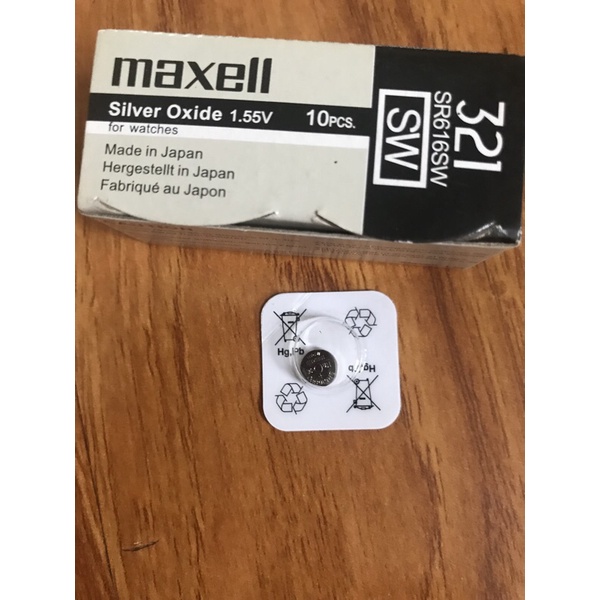 maxell
Silver Oxide 1.55V
10PCS.
for watches
Made in Japan
Hergestellt in Japan
Fabriqué au Japon
321
SR616SW
SW
Hg,Pb
Hg,Pb